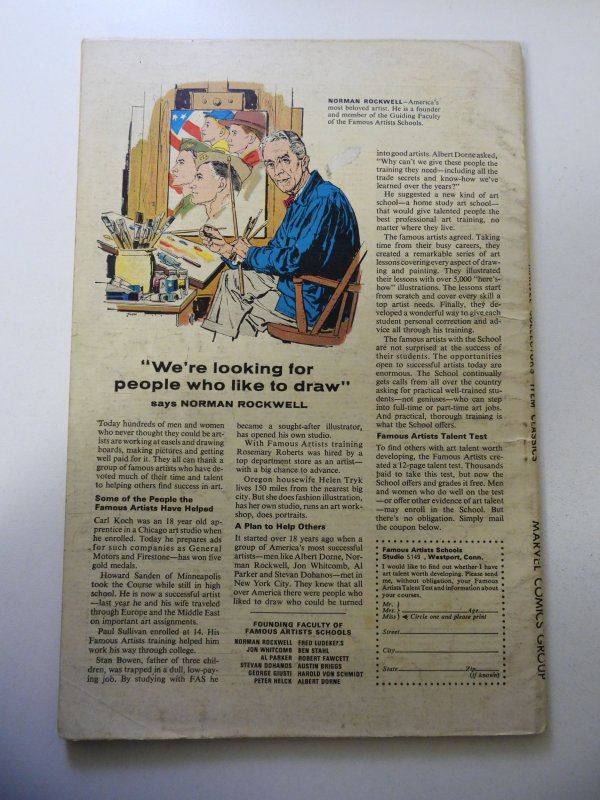 NORMAN ROCKWELL—America's
most beloved artist. He is a founder
and member of the Guiding Faculty
of the Famous Artists Schools.
"We're looking for
people who like to draw"
says NORMAN ROCKWELL
Today hundreds of men and women
who never thought they could be art-
ists are working at easels and drawing
boards, making pictures and getting
well paid for it. They all can thank a
group of famous artists who have de-
voted much of their time and talent
to helping others find success in art.
Some of the People the
Famous Artists Have Helped
Carl Koch was an 18 year old ap-
prentice in a Chicago art studio when
he enrolled. Today he prepares ads
for such companies as General
Motors and Firestone—has won five
gold medals.
Howard Sanden of Minneapolis
took the Course while still in high
school. He is now a successful artist
—last year he and his wife traveled
through Europe and the Middle East
on important art assignments.
Paul Sullivan enrolled at 14. His
Famous Artists training helped him
work his way through college.
Stan Bowen, father of three chil-
dren, was trapped in a dull, low-pay-
ing job. By studying with FAS he
became a sought-after illustrator,
has opened his own studio.
With Famous Artists training
Rosemary Roberts was hired by a
top department store as an artist—
with a big chance to advance.
Oregon housewife Helen Tryk
lives 150 miles from the nearest big
city. But she does fashion illustration,
has her own studio, runs an art work-
shop, does portraits.
A Plan to Help Others
It started over 18 years ago when a
group of America's most successful
artists—men like Albert Dorne, Nor-
man Rockwell, Jon Whitcomb, Al
Parker and Stevan Dohanos—met in
New York City. They knew that all
over America there were people who
liked to draw who could be turned
FOUNDING FACULTY OF
FAMOUS ARTISTS SCHOOLS
NORMAN ROCKWELL FRED LUDEKENS
JON WHITCOMB BEN STAHL
AL PARKER ROBERT FAWCETT
STEVAN DOHANOS AUSTIN BRIGGS
GEORGE GIUSTI HAROLD VON SCHMIDT
PETER HELCK ALBERT DORNE
into good artists. Albert Dorne asked,
"Why can't we give these people the
training they need—including all the
trade secrets and know-how we've
learned over the years?"
He suggested a new kind of art
school—a home study art school—
that would give talented people the
best professional art training, no
matter where they live.
The famous artists agreed. Taking
time from their busy careers, they
created a remarkable series of art
lessons covering every aspect of draw-
ing and painting. They illustrated
their lessons with over 5,000 "here's-
how" illustrations. The lessons start
from scratch and cover every skill a
top artist needs. Finally, they de-
veloped a wonderful way to give each
student personal correction and ad-
vice all through his training.
The famous artists with the School
are not surprised at the success of
their students. The opportunities
open to successful artists today are
enormous. The School continually
gets calls from all over the country
asking for practical well-trained stu-
dents—not geniuses—who can step
into full-time or part-time art jobs.
And practical, thorough training is
what the School offers.
Famous Artists Talent Test
To find others with art talent worth
developing, the Famous Artists cre-
ated a 12-page talent test. Thousands
paid to take this test, but now the
School offers and grades it free. Men
and women who do well on the test
—or offer other evidence of art talent
—may enroll in the School. But
there's no obligation. Simply mail
the coupon below.
Famous Artists Schools
Studio 5149, Westport, Conn.
I would like to find out whether I have
art talent worth developing. Please send
me, without obligation, your Famous
Artists Talent Test and information about
your courses.
Mr.
Mrs. Age
Miss Circle one and please print
Street
City
State Zip
(if known)
COLLECTORS' ITEM CLASSICS
MARVEL COMICS GROUP